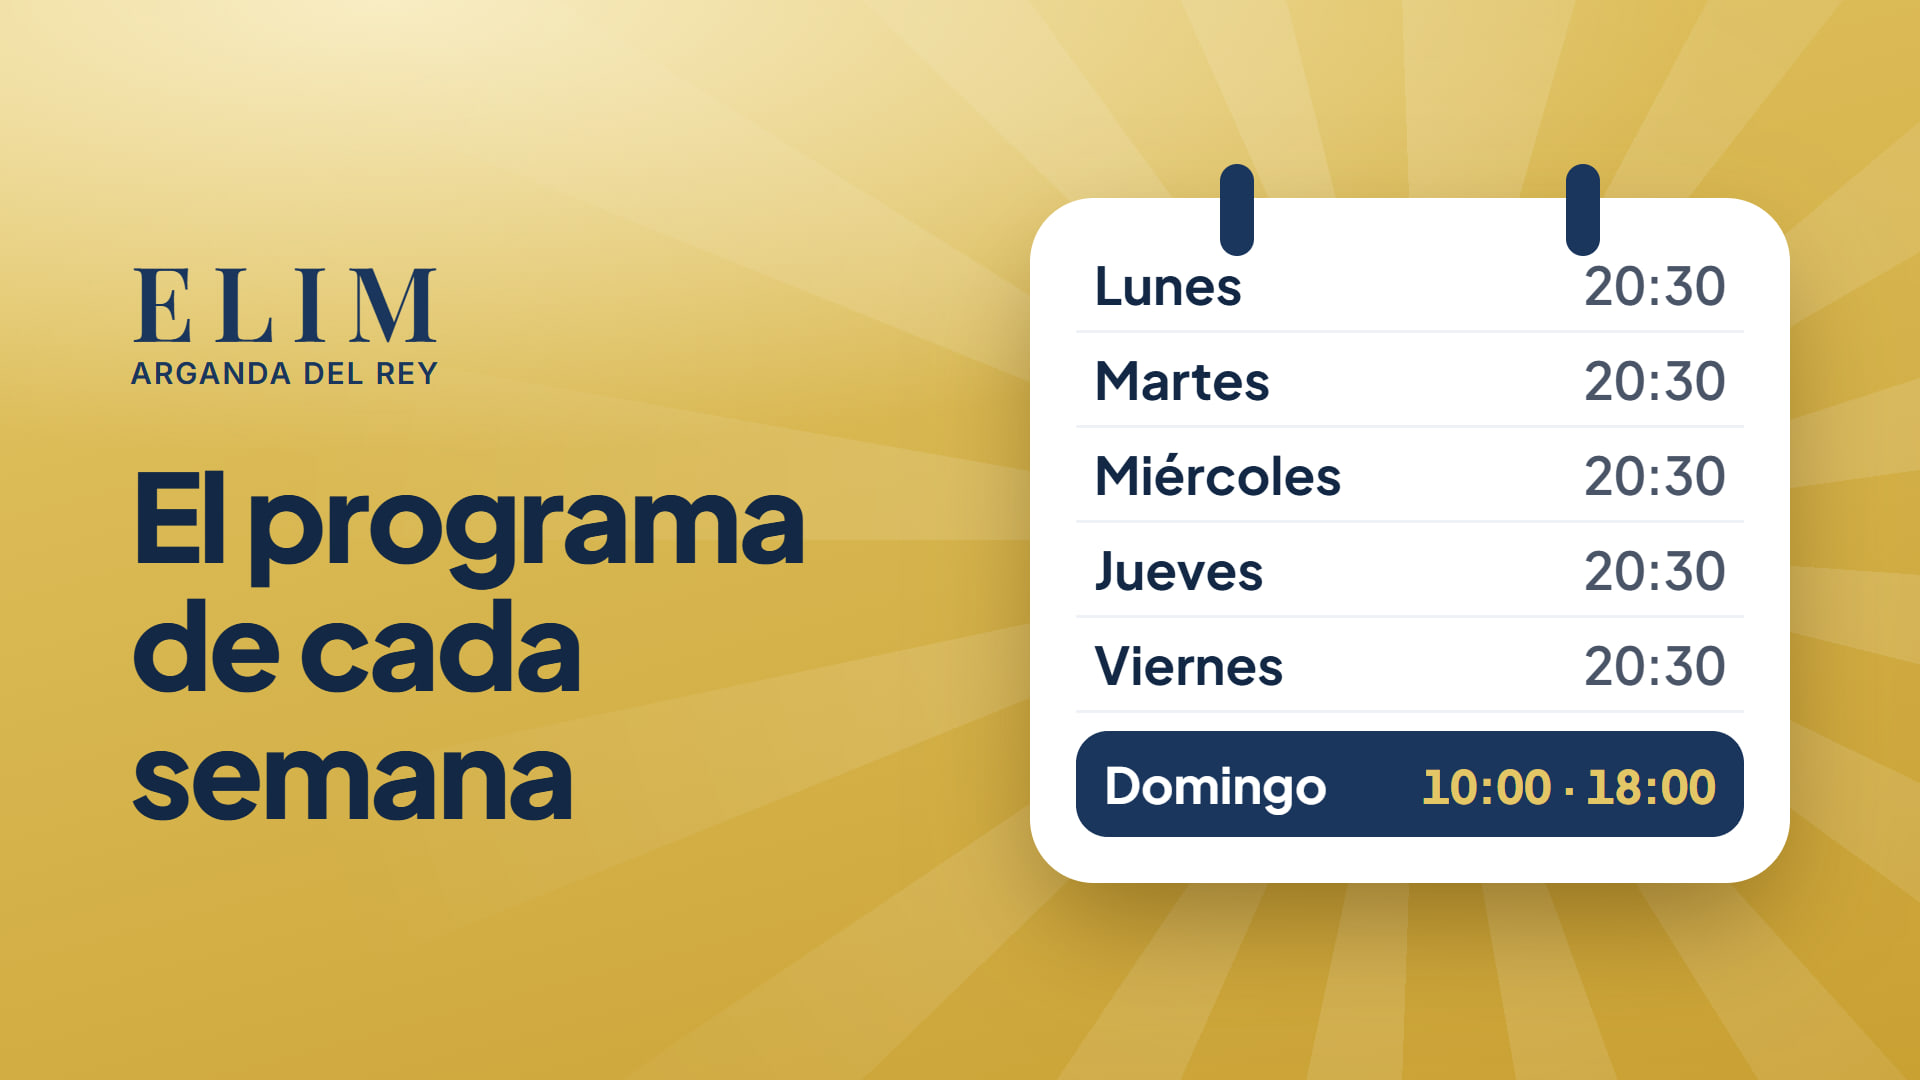 ELIM
ARGANDA DEL REY
El programa
de cada
semana
Lunes 20:30
Martes 20:30
Miércoles 20:30
Jueves 20:30
Viernes 20:30
Domingo 10:00 · 18:00